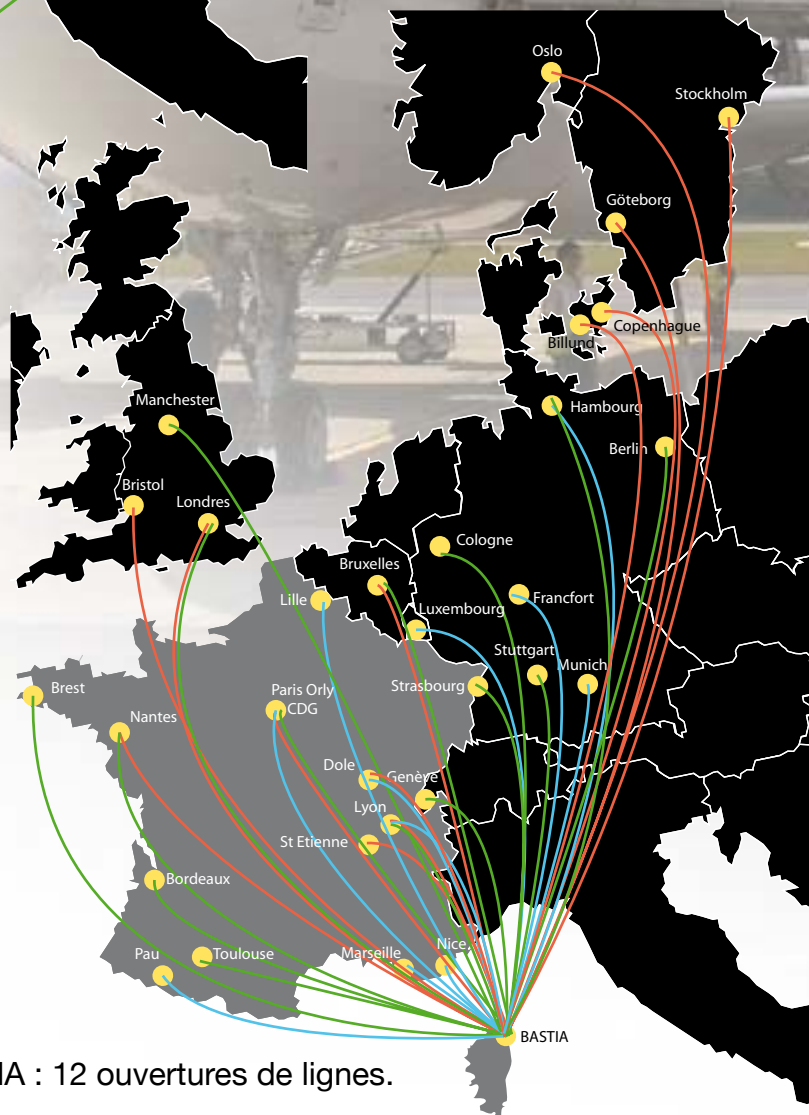 Oslo
Stockholm
Göteborg
Copenhague
Billund
Manchester
Hambourg
Berlin
Bristol
Londres
Cologne
Bruxelles
Lille
Francfort
Luxembourg
Stuttgart
Munich
Strasbourg
Brest
Paris Orly
CDG
Nantes
Dole
Genève
Lyon
St Etienne
Bordeaux
Pau
Toulouse
Marseille
Nice
BASTIA
IA : 12 ouvertures de lignes.